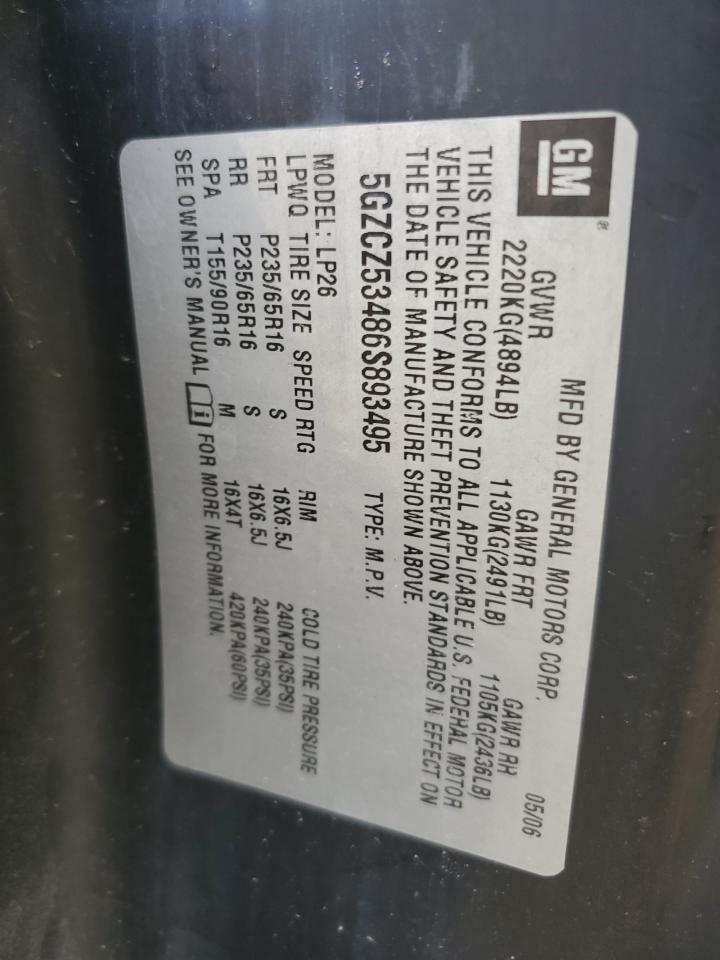 GM®
MFD BY GENERAL MOTORS CORP. 05/06
GVWR GAWR FRT GAWR RR
2220KG(4894LB) 1130KG(2491LB) 1105KG(2436LB)
THIS VEHICLE CONFORMS TO ALL APPLICABLE U.S. FEDERAL MOTOR
VEHICLE SAFETY AND THEFT PREVENTION STANDARDS IN EFFECT ON
THE DATE OF MANUFACTURE SHOWN ABOVE.
5GZCZ53486S893495 TYPE: M.P.V.
MODEL: LP26
LPWQ TIRE SIZE SPEED RTG RIM COLD TIRE PRESSURE
FRT P235/65R16 S 16X6.5J 240KPA(35PSI)
RR P235/65R16 S 16X6.5J 240KPA(35PSI)
SPA T155/90R16 M 16X4T 420KPA(60PSI)
SEE OWNER'S MANUAL i FOR MORE INFORMATION.